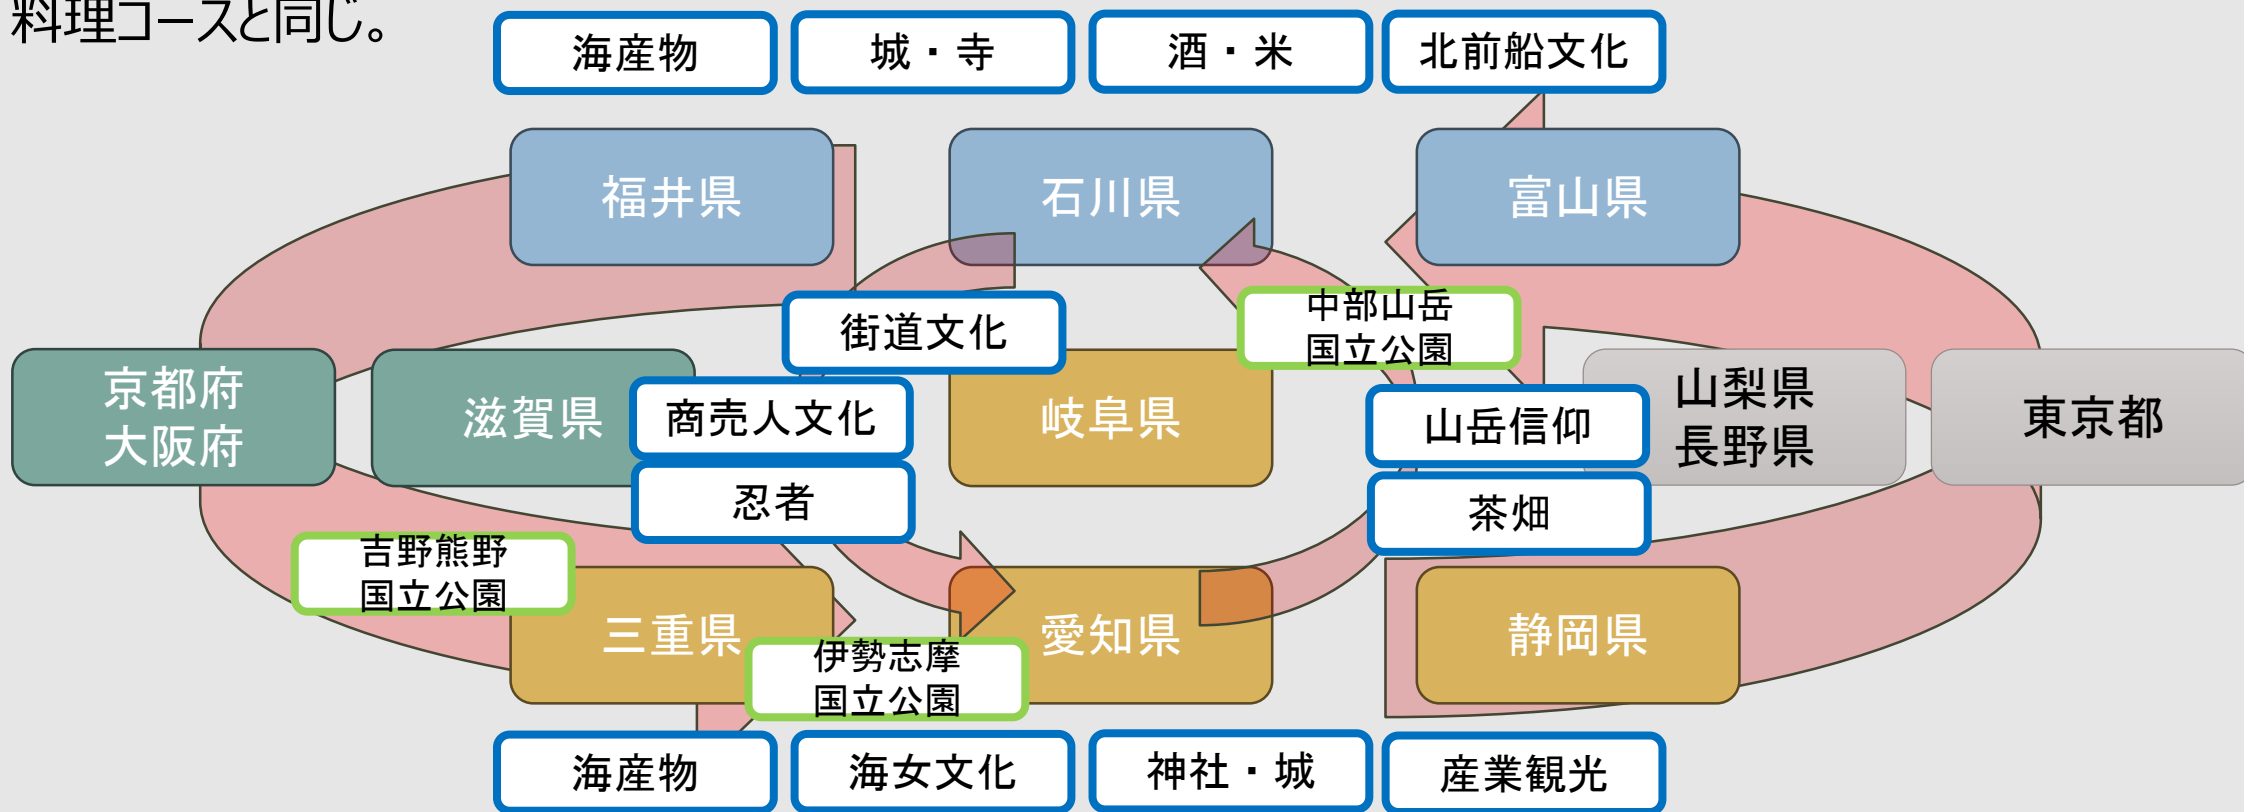 料理コースと同じ。
海産物
城・寺
酒・米
北前船文化
福井県
石川県
富山県
街道文化
中部山岳
国立公園
京都府
大阪府
滋賀県
商売人文化
岐阜県
山岳信仰
山梨県
長野県
東京都
忍者
茶畑
吉野熊野
国立公園
三重県
伊勢志摩
国立公園
愛知県
静岡県
海産物
海女文化
神社・城
産業観光